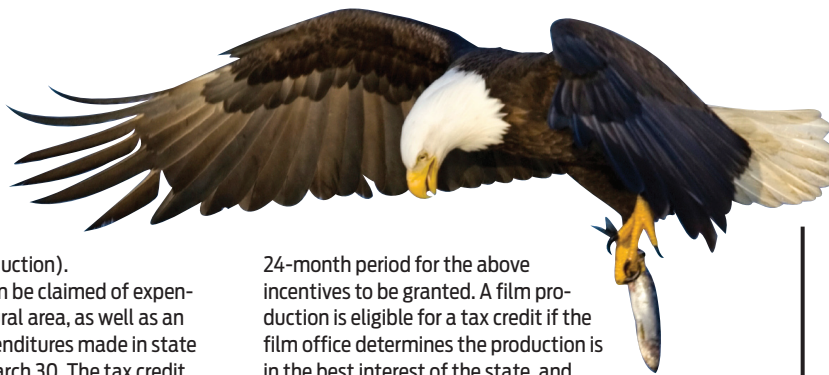 uction).
n be claimed of expen-
ral area, as well as an
enditures made in state
arch 30. The tax credit
24-month period for the above
incentives to be granted. A film pro-
duction is eligible for a tax credit if the
film office determines the production is
in the best interest of the state, and